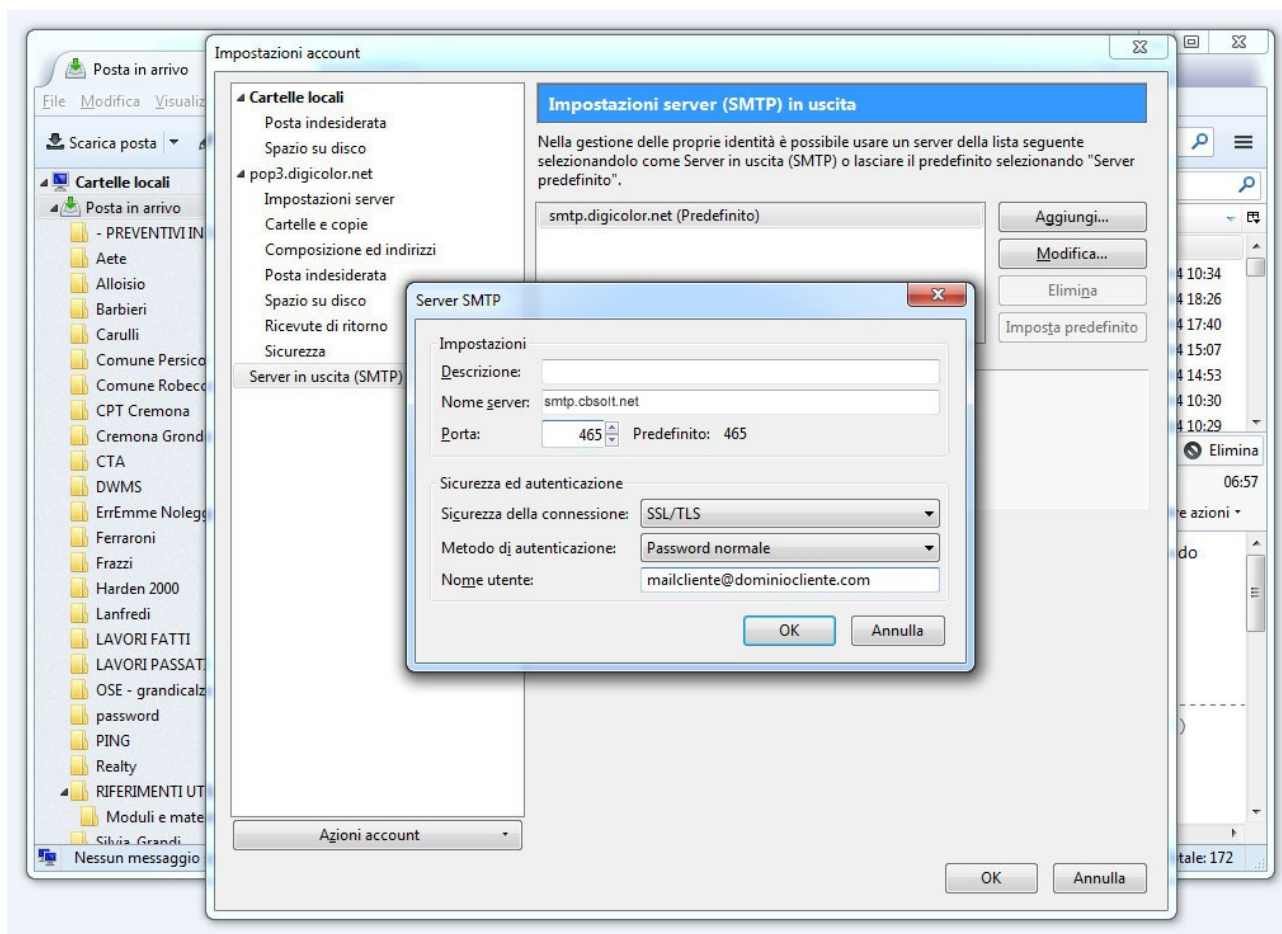 Posta in arrivo
File Modifica Visualiz
Scarica posta
Cartelle locali
Posta in arrivo
- PREVENTIVI IN
Aete
Alloisio
Barbieri
Carulli
Comune Persico
Comune Robecc
CPT Cremona
Cremona Grond
CTA
DWMS
ErrEmme Nolegg
Ferraroni
Frazzi
Harden 2000
Lanfredi
LAVORI FATTI
LAVORI PASSAT
OSE - grandicalz
password
PING
Realty
RIFERIMENTI UT
Moduli e mate
Silvia Grandi
Nessun messaggio
Impostazioni account
Cartelle locali
Posta indesiderata
Spazio su disco
pop3.digicolor.net
Impostazioni server
Cartelle e copie
Composizione ed indirizzi
Posta indesiderata
Spazio su disco
Ricevute di ritorno
Sicurezza
Server in uscita (SMTP)
Azioni account
Impostazioni server (SMTP) in uscita
Nella gestione delle proprie identità è possibile usare un server della lista seguente
selezionandolo come Server in uscita (SMTP) o lasciare il predefinito selezionando "Server
predefinito".
smtp.digicolor.net (Predefinito)
Aggiungi...
Modifica...
Elimina
Imposta predefinito
Server SMTP
Impostazioni
Descrizione:
Nome server: smtp.cbsolt.net
Porta: 465 Predefinito: 465
Sicurezza ed autenticazione
Sicurezza della connessione: SSL/TLS
Metodo di autenticazione: Password normale
Nome utente: mailcliente@dominiocliente.com
OK Annulla
OK Annulla
4 10:34
4 18:26
4 17:40
4 15:07
4 14:53
4 10:30
4 10:29
Elimina
06:57
re azioni
do
)
tale: 172